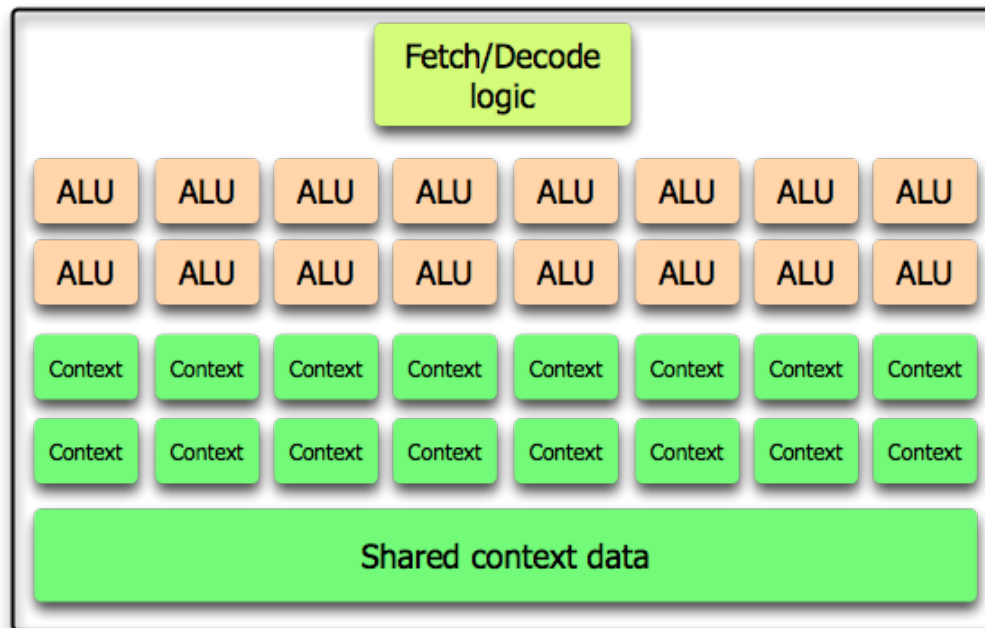 Fetch/Decode
logic
ALU ALU ALU ALU ALU ALU ALU ALU
ALU ALU ALU ALU ALU ALU ALU ALU
Context Context Context Context Context Context Context Context
Context Context Context Context Context Context Context Context
Shared context data